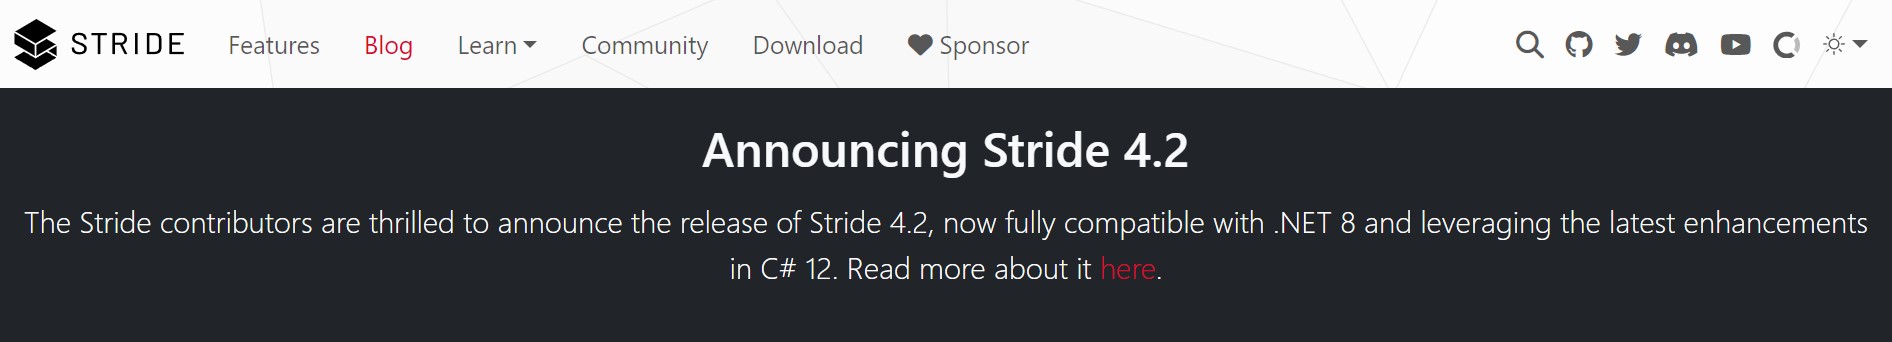 STRIDE Features Blog Learn Community Download Sponsor
Announcing Stride 4.2
The Stride contributors are thrilled to announce the release of Stride 4.2, now fully compatible with .NET 8 and leveraging the latest enhancements
in C# 12. Read more about it here.